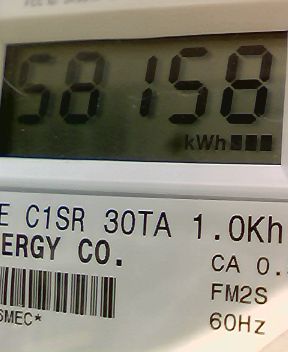 58158
kWh
E C1SR 30TA 1.0Kh
ERGY CO.
CA 0.
FM2S
SMEC*
60Hz